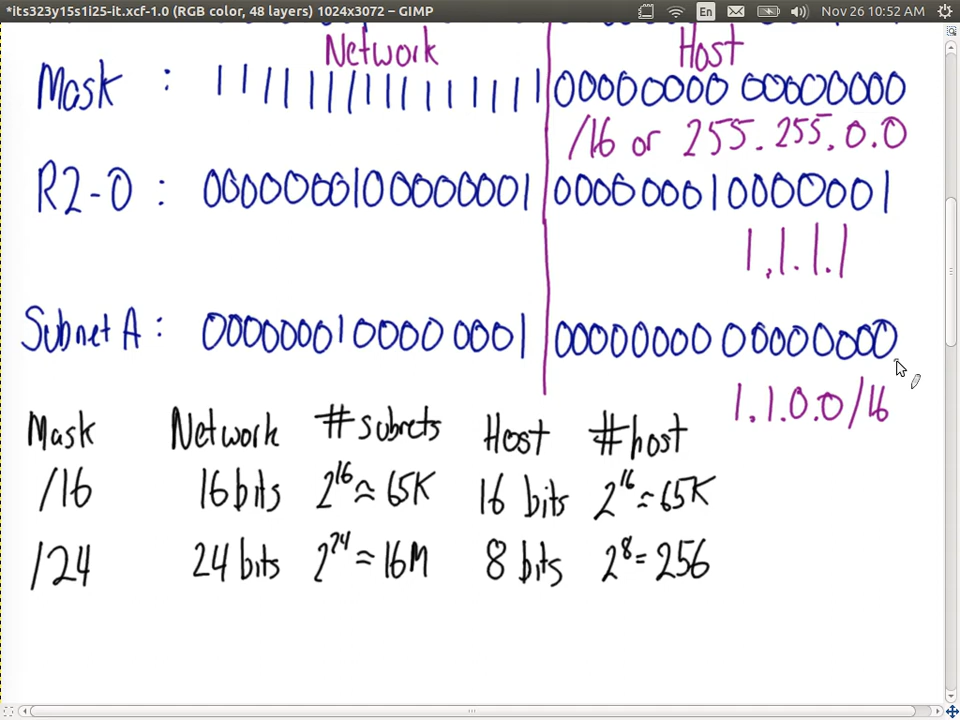 *its323y15s1i25-it.xcf-1.0 (RGB color, 48 layers) 1024x3072 – GIMP En Nov 26 10:52 AM
Network Host
Mask : 1111111111111111 00000000 00000000
/16 or 255.255.0.0
R2-0 : 0000000100000001 0000000100000001
1.1.1.1
Subnet A : 0000000100000001 00000000 00000000
1.1.0.0/16
Mask Network #subnets Host #host
/16 16 bits 2^16 ≈ 65K 16 bits 2^16 ≈ 65K
/24 24 bits 2^24 ≈ 16M 8 bits 2^8 = 256